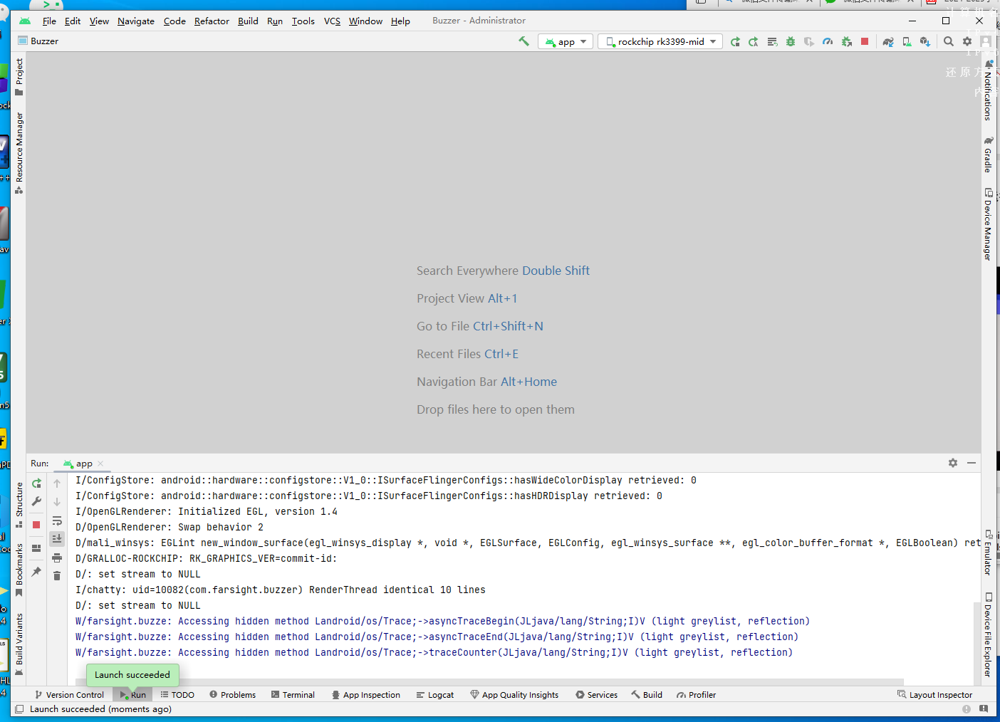 File Edit View Navigate Code Refactor Build Run Tools VCS Window Help Buzzer - Administrator
Buzzer
app
rockchip rk3399-mid
还原方
Project
Resource Manager
Structure
Bookmarks
Build Variants
Notifications
Gradle
Device Manager
Emulator
Device File Explorer
Search Everywhere Double Shift
Project View Alt+1
Go to File Ctrl+Shift+N
Recent Files Ctrl+E
Navigation Bar Alt+Home
Drop files here to open them
Run: app
I/ConfigStore: android::hardware::configstore::V1_0::ISurfaceFlingerConfigs::hasWideColorDisplay retrieved: 0
I/ConfigStore: android::hardware::configstore::V1_0::ISurfaceFlingerConfigs::hasHDRDisplay retrieved: 0
I/OpenGLRenderer: Initialized EGL, version 1.4
D/OpenGLRenderer: Swap behavior 2
D/mali_winsys: EGLint new_window_surface(egl_winsys_display *, void *, EGLSurface, EGLConfig, egl_winsys_surface **, egl_color_buffer_format *, EGLBoolean) ret
D/GRALLOC-ROCKCHIP: RK_GRAPHICS_VER=commit-id:
D/: set stream to NULL
I/chatty: uid=10082(com.farsight.buzzer) RenderThread identical 10 lines
D/: set stream to NULL
W/farsight.buzze: Accessing hidden method Landroid/os/Trace;->asyncTraceBegin(JLjava/lang/String;I)V (light greylist, reflection)
W/farsight.buzze: Accessing hidden method Landroid/os/Trace;->asyncTraceEnd(JLjava/lang/String;I)V (light greylist, reflection)
W/farsight.buzze: Accessing hidden method Landroid/os/Trace;->traceCounter(JLjava/lang/String;I)V (light greylist, reflection)
Launch succeeded
Version Control Run TODO Problems Terminal App Inspection Logcat App Quality Insights Services Build Profiler Layout Inspector
Launch succeeded (moments ago)